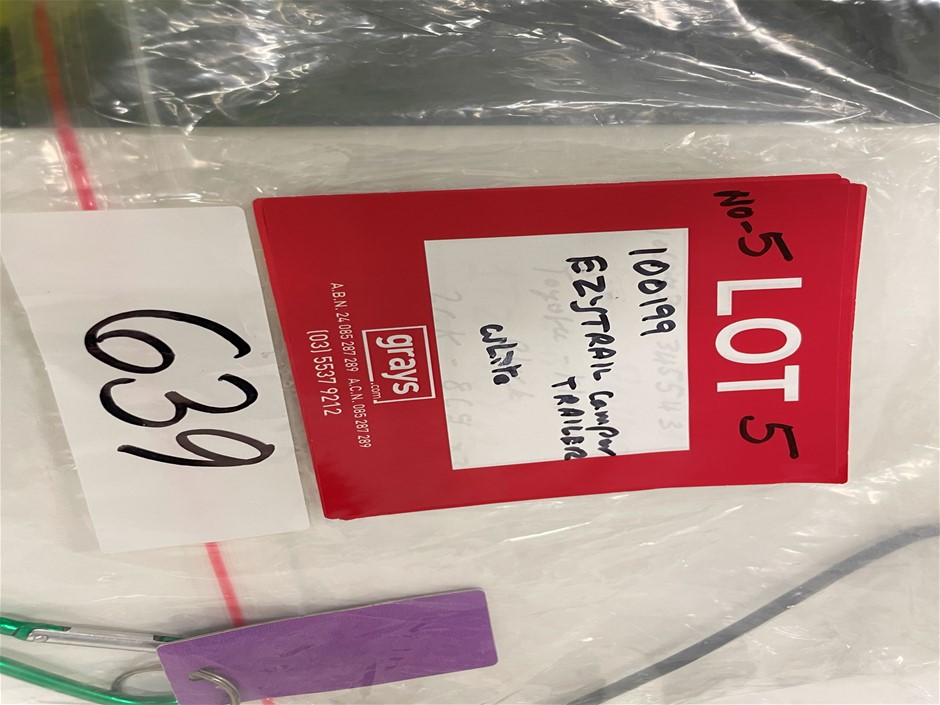 No-5 LOT 5
100199
EZyTRAIL Camper
TRAILER
white
grays
.com
A.B.N. 24 085 287 289 A.C.N. 085 287 289
(03) 5537 9212
639